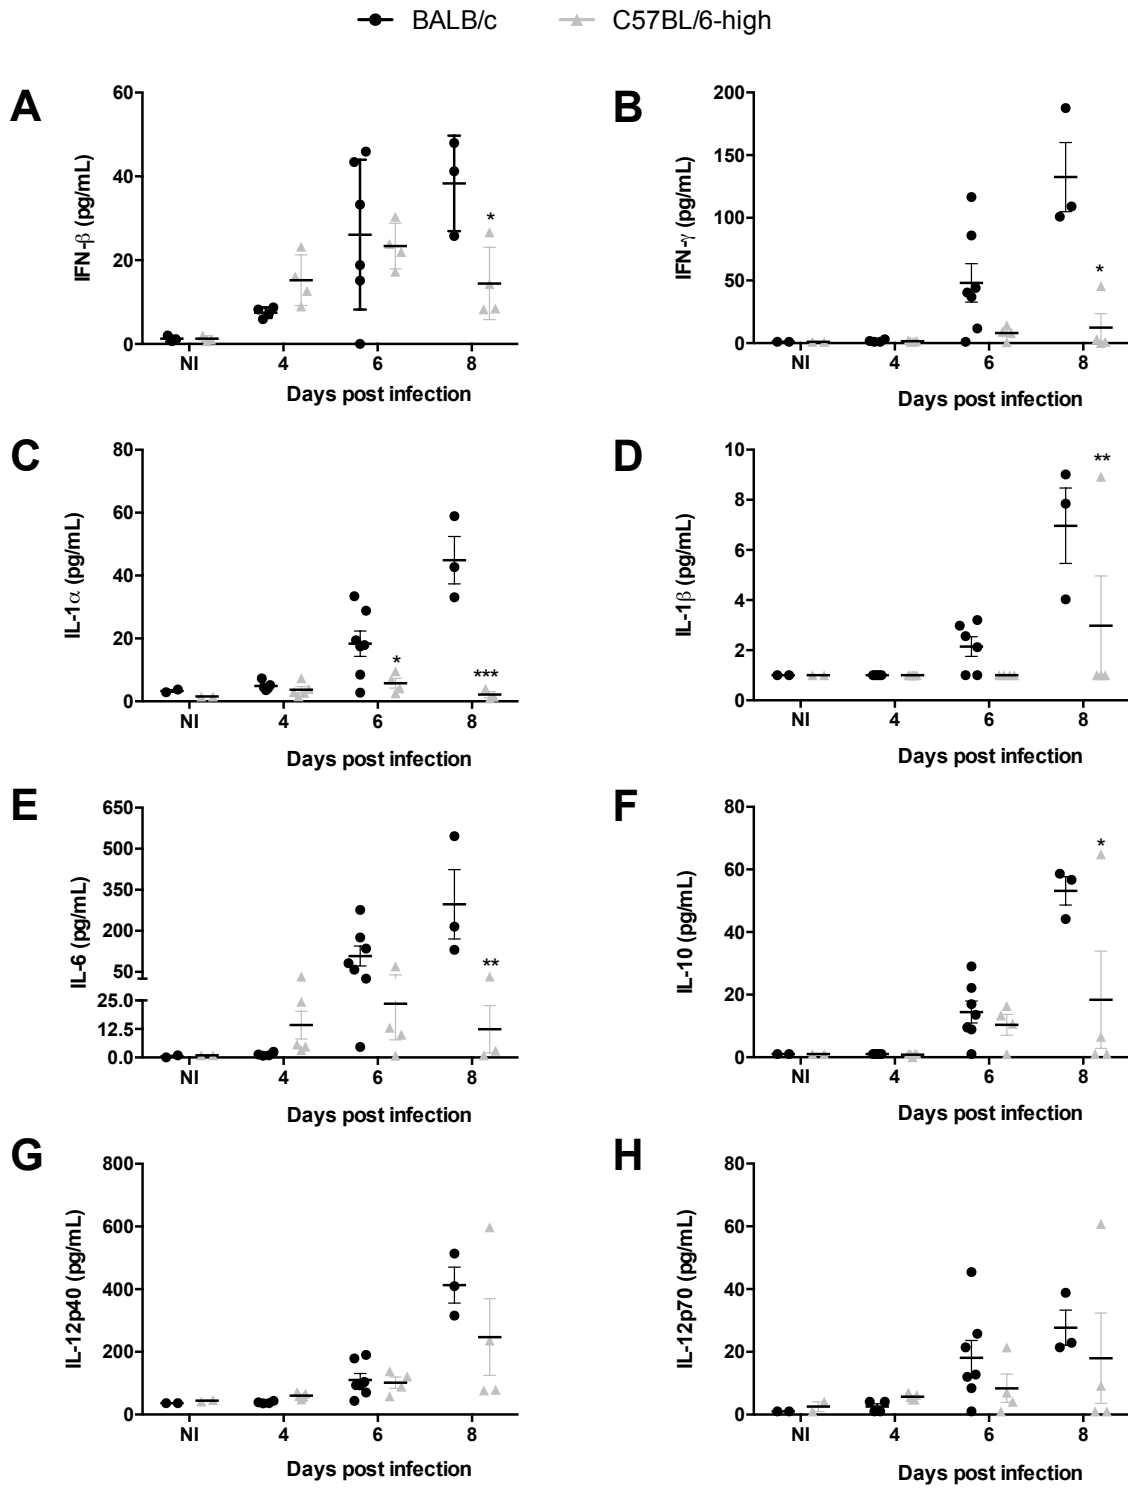 BALB/c C57BL/6-high
A
60
40
20
0
IFN-β (pg/mL)
*
NI 4 6 8
Days post infection
B
200
150
100
50
0
IFN-γ (pg/mL)
*
NI 4 6 8
Days post infection
C
80
60
40
20
0
IL-1α (pg/mL)
*
***
NI 4 6 8
Days post infection
D
10
8
6
4
2
0
IL-1β (pg/mL)
**
NI 4 6 8
Days post infection
E
650
500
350
200
50
25.0
12.5
0.0
IL-6 (pg/mL)
**
NI 4 6 8
Days post infection
F
80
60
40
20
0
IL-10 (pg/mL)
*
NI 4 6 8
Days post infection
G
800
600
400
200
0
IL-12p40 (pg/mL)
NI 4 6 8
Days post infection
H
80
60
40
20
0
IL-12p70 (pg/mL)
NI 4 6 8
Days post infection